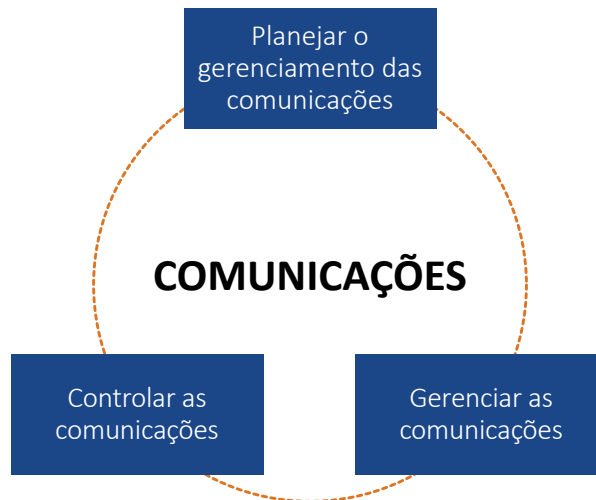 Planejar o
gerenciamento das
comunicações
COMUNICAÇÕES
Controlar as
comunicações
Gerenciar as
comunicações